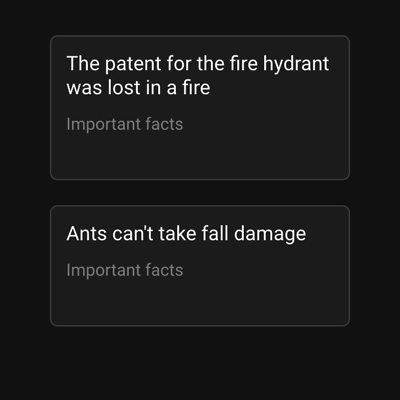 The patent for the fire hydrant
was lost in a fire
Important facts
Ants can't take fall damage
Important facts